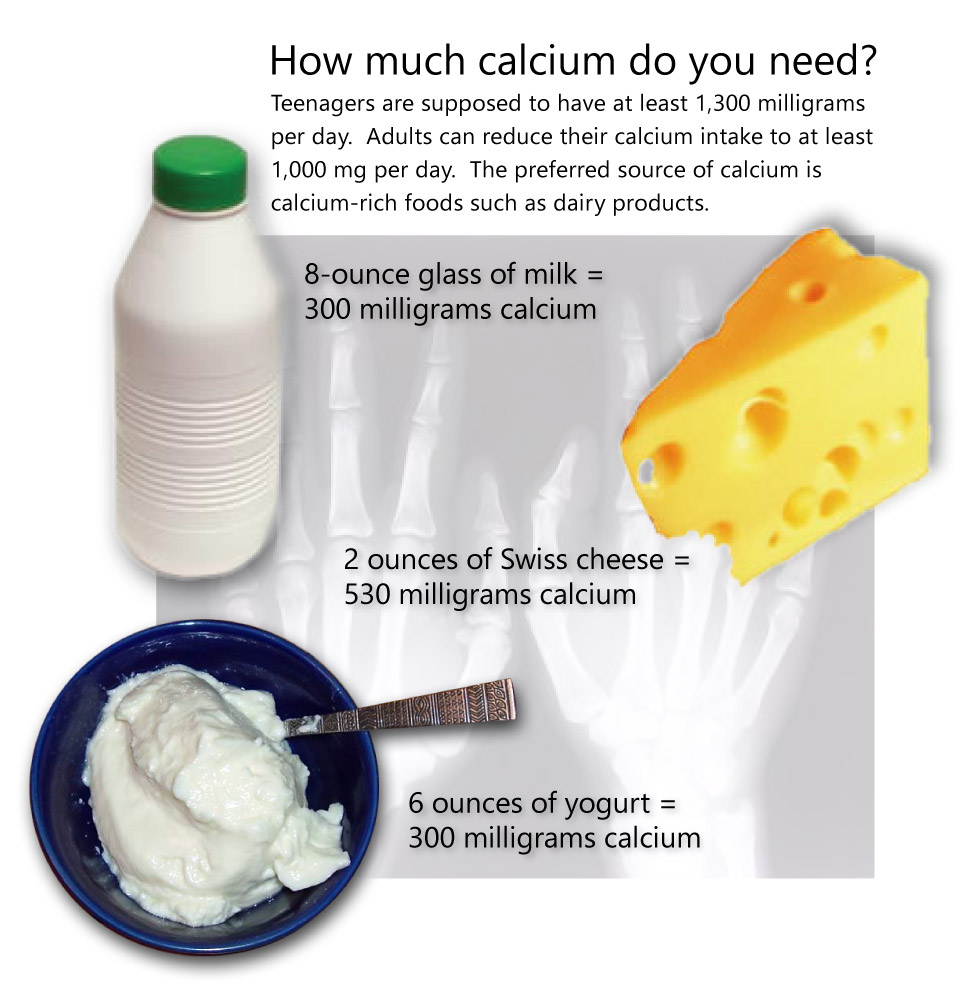 How much calcium do you need?
Teenagers are supposed to have at least 1,300 milligrams
per day.  Adults can reduce their calcium intake to at least
1,000 mg per day.  The preferred source of calcium is
calcium-rich foods such as dairy products.
8-ounce glass of milk =
300 milligrams calcium
2 ounces of Swiss cheese =
530 milligrams calcium
6 ounces of yogurt =
300 milligrams calcium